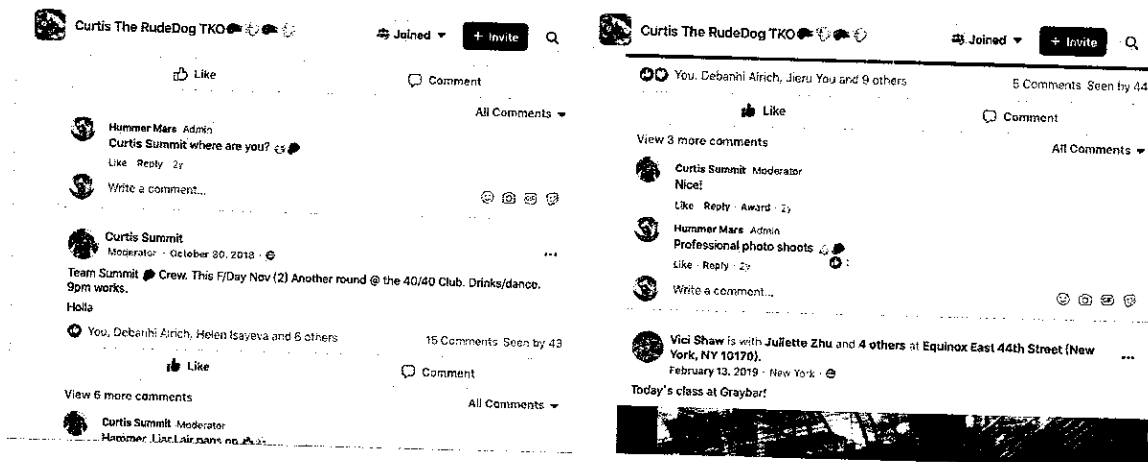 Curtis The RudeDog TKO
Joined
+ Invite
Like
Comment
All Comments
Hummer Mars Admin
Curtis Summit where are you?
Like Reply 2y
Write a comment...
Curtis Summit
Moderator · October 30, 2018 ·
Team Summit Crew. This F/Day Nov (2) Another round @ the 40/40 Club. Drinks/dance.
9pm works.
Holla
You, Debanhi Airich, Helen Isayeva and 6 others
15 Comments Seen by 43
Like
Comment
View 6 more comments
All Comments
Curtis Summit Moderator
Curtis The RudeDog TKO
Joined
+ Invite
You, Debanhi Airich, Jieru You and 9 others
5 Comments Seen by 44
Like
Comment
View 3 more comments
All Comments
Curtis Summit Moderator
Nice!
Like Reply · Award · 2y
Hummer Mars Admin
Professional photo shoots
Like · Reply · 2y
Write a comment...
Vici Shaw is with Juliette Zhu and 4 others at Equinox East 44th Street (New
York, NY 10170).
February 13, 2019 · New York ·
Today's class at Graybar!